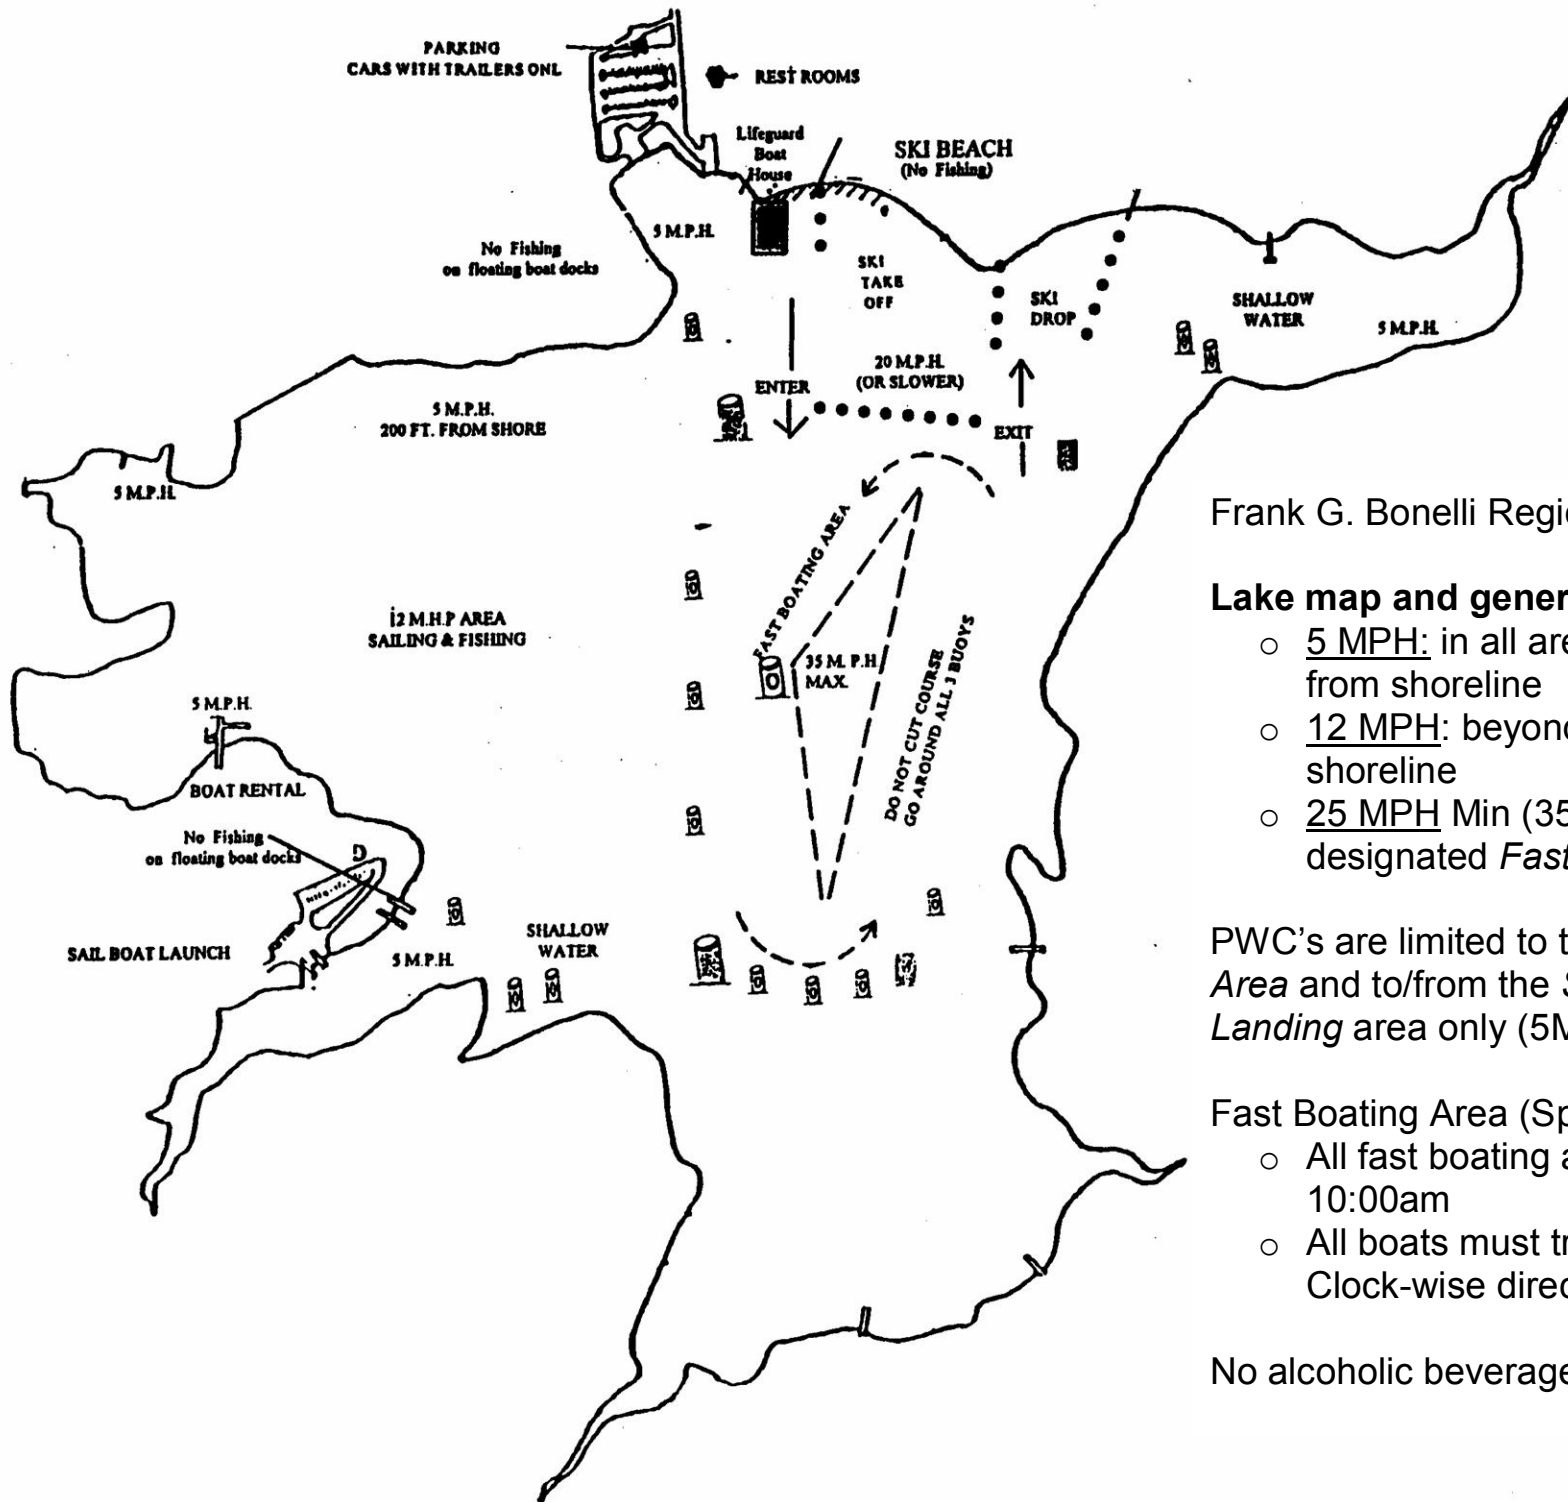 PARKING
CARS WITH TRAILERS ONL
REST ROOMS
Lifeguard
Boat
House
SKI BEACH
(No Fishing)
5 M.P.H.
No Fishing
on floating boat docks
SKI
TAKE
OFF
SKI
DROP
SHALLOW
WATER
5 M.P.H.
20 M.P.H.
(OR SLOWER)
ENTER
EXIT
5 M.P.H.
200 FT. FROM SHORE
5 M.P.H.
FAST BOATING AREA
12 M.H.P AREA
SAILING & FISHING
35 M. P.H.
MAX.
DO NOT CUT COURSE
GO AROUND ALL 3 BUOYS
5 M.P.H.
BOAT RENTAL
No Fishing
on floating boat docks
D
SAIL BOAT LAUNCH
5 M.P.H.
SHALLOW
WATER
Frank G. Bonelli Regi
Lake map and gener
o 5 MPH: in all are
from shoreline
o 12 MPH: beyond
shoreline
o 25 MPH Min (35
designated Fast
PWC's are limited to t
Area and to/from the S
Landing area only (5M
Fast Boating Area (Sp
o All fast boating a
10:00am
o All boats must tr
Clock-wise direc
No alcoholic beverage